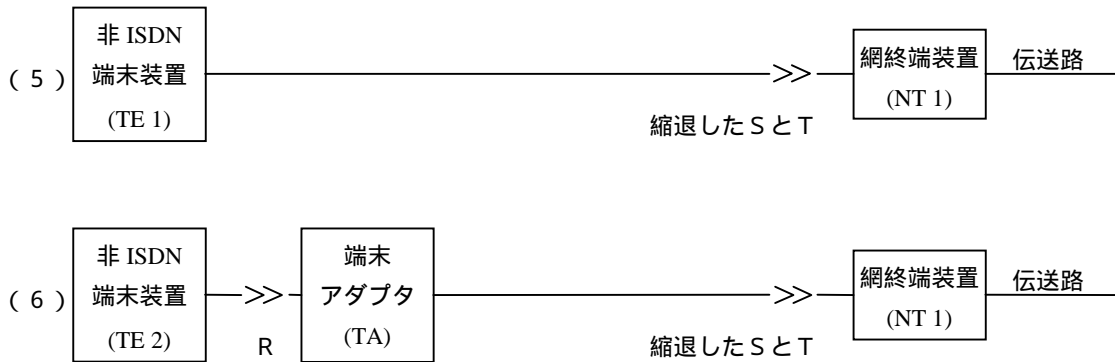 (5)
非 ISDN
端末装置
(TE 1)
網終端装置
(NT 1)
伝送路
縮退したSとT
(6)
非 ISDN
端末装置
(TE 2)
R
端末
アダプタ
(TA)
網終端装置
(NT 1)
伝送路
縮退したSとT